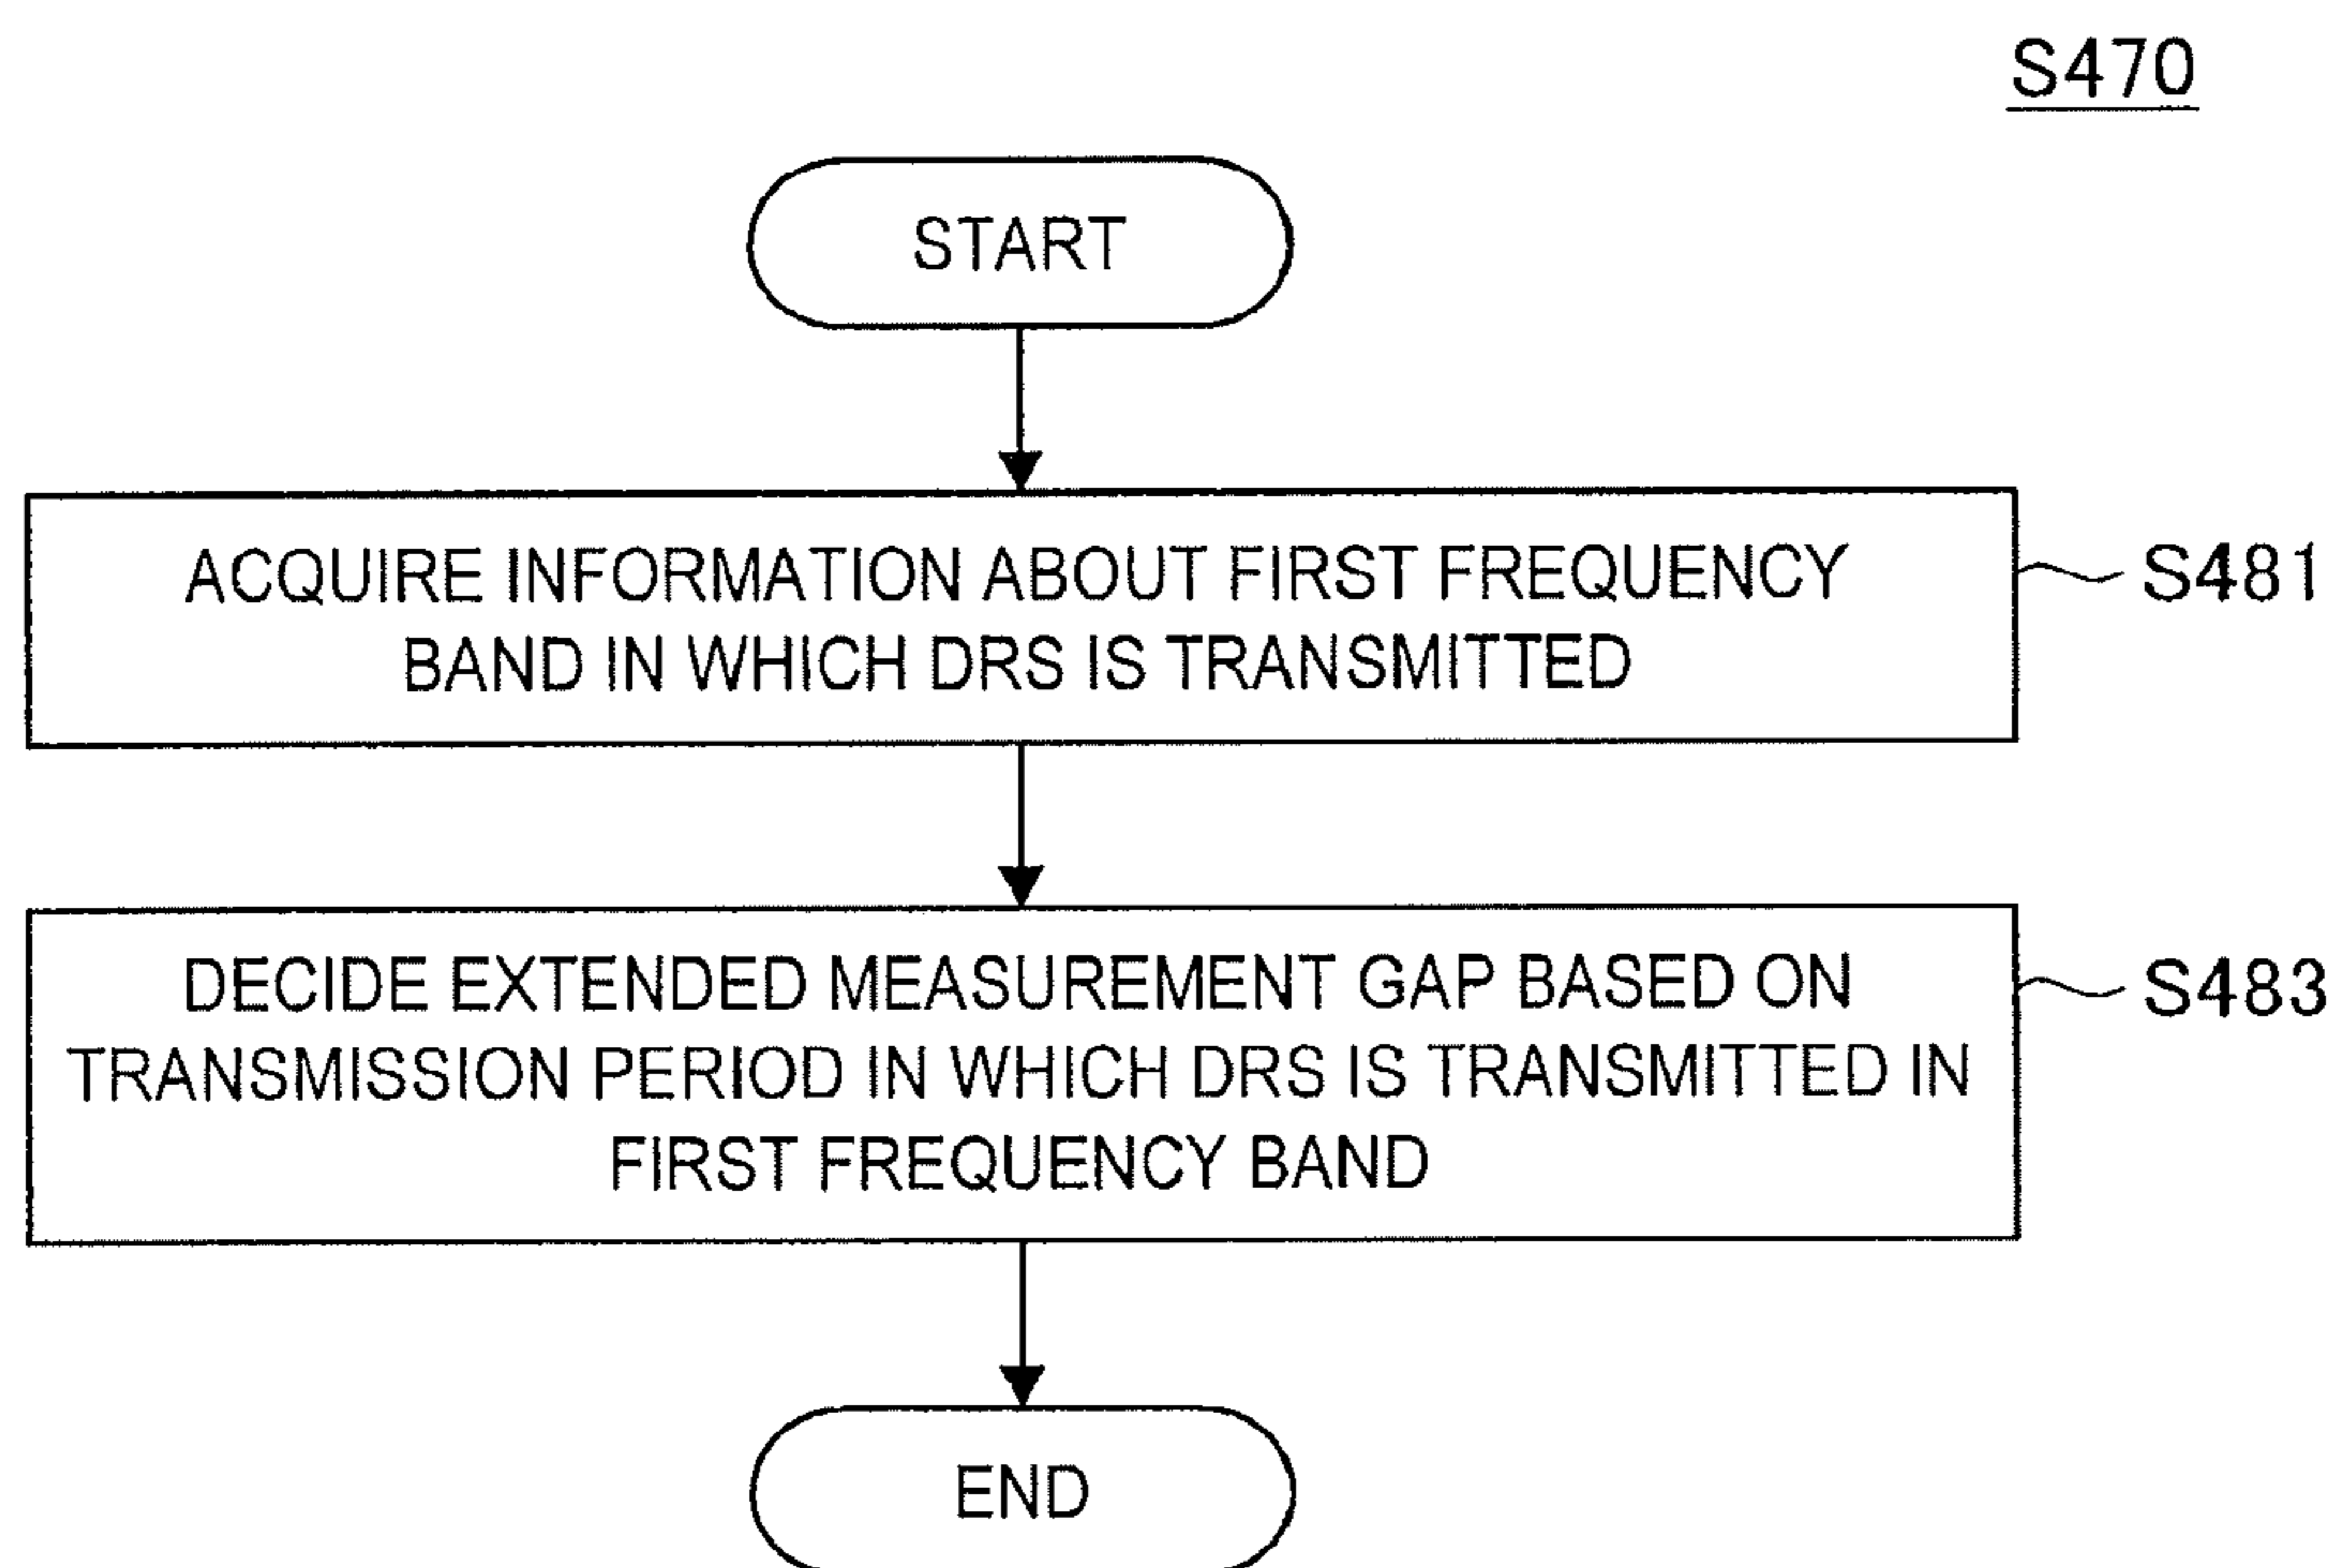 S470
START
ACQUIRE INFORMATION ABOUT FIRST FREQUENCY
BAND IN WHICH DRS IS TRANSMITTED
S481
DECIDE EXTENDED MEASUREMENT GAP BASED ON
TRANSMISSION PERIOD IN WHICH DRS IS TRANSMITTED IN
FIRST FREQUENCY BAND
S483
END